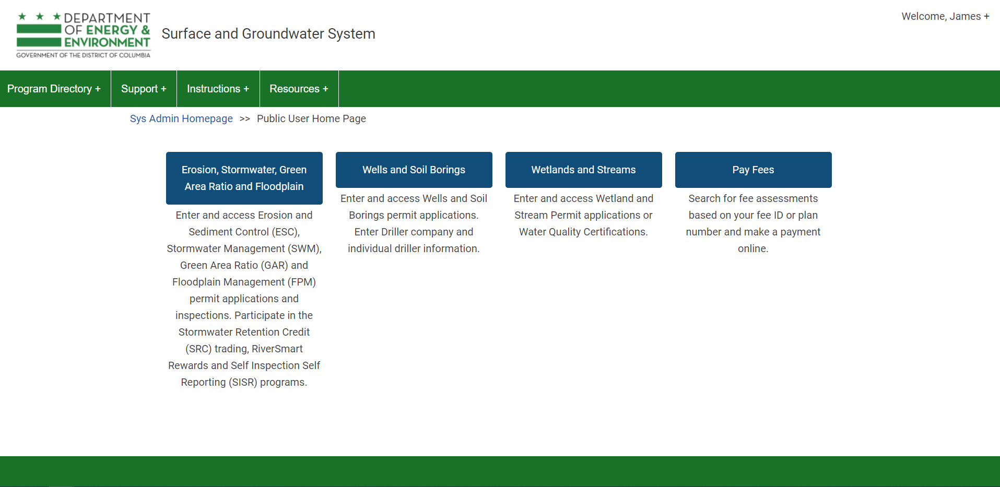 DEPARTMENT
OF ENERGY &
ENVIRONMENT
GOVERNMENT OF THE DISTRICT OF COLUMBIA
Surface and Groundwater System
Welcome, James +
Program Directory +
Support +
Instructions +
Resources +
Sys Admin Homepage >> Public User Home Page
Erosion, Stormwater, Green
Area Ratio and Floodplain
Enter and access Erosion and
Sediment Control (ESC),
Stormwater Management (SWM),
Green Area Ratio (GAR) and
Floodplain Management (FPM)
permit applications and
inspections. Participate in the
Stormwater Retention Credit
(SRC) trading, RiverSmart
Rewards and Self Inspection Self
Reporting (SISR) programs.
Wells and Soil Borings
Enter and access Wells and Soil
Borings permit applications.
Enter Driller company and
individual driller information.
Wetlands and Streams
Enter and access Wetland and
Stream Permit applications or
Water Quality Certifications.
Pay Fees
Search for fee assessments
based on your fee ID or plan
number and make a payment
online.